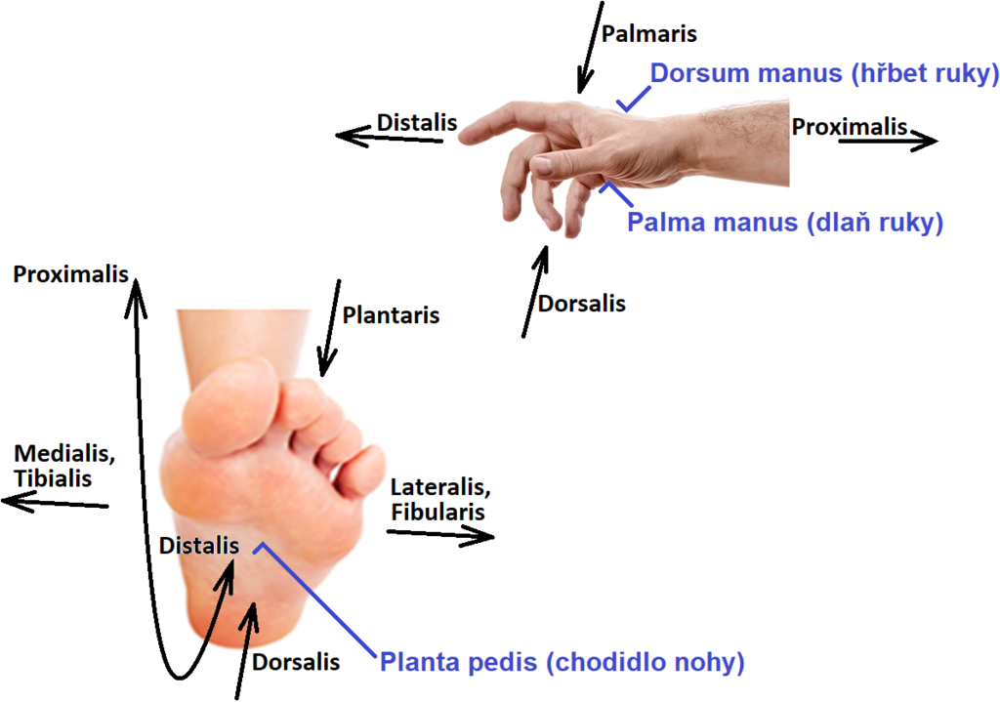 Palmaris
Dorsum manus (hřbet ruky)
Distalis
Proximalis
Palma manus (dlaň ruky)
Dorsalis
Proximalis
Plantaris
Medialis,
Tibialis
Lateralis,
Fibularis
Distalis
Dorsalis
Planta pedis (chodidlo nohy)